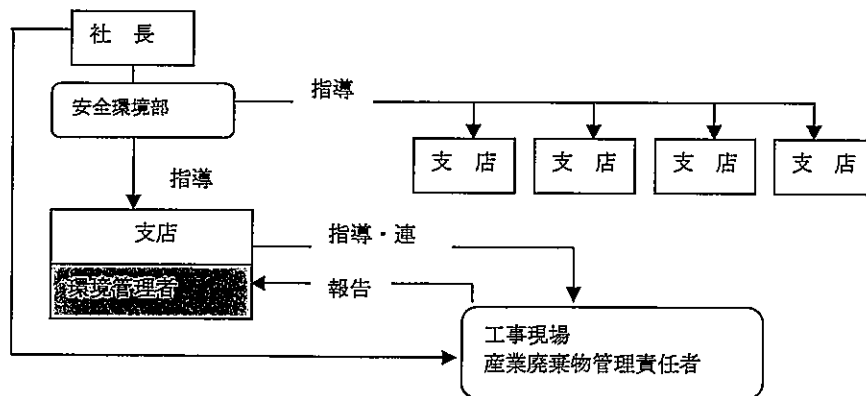 社 長
安全環境部
指導
支 店
支 店
支 店
支 店
指導
支店
指導・連
環境管理者
報告
工事現場
産業廃棄物管理責任者